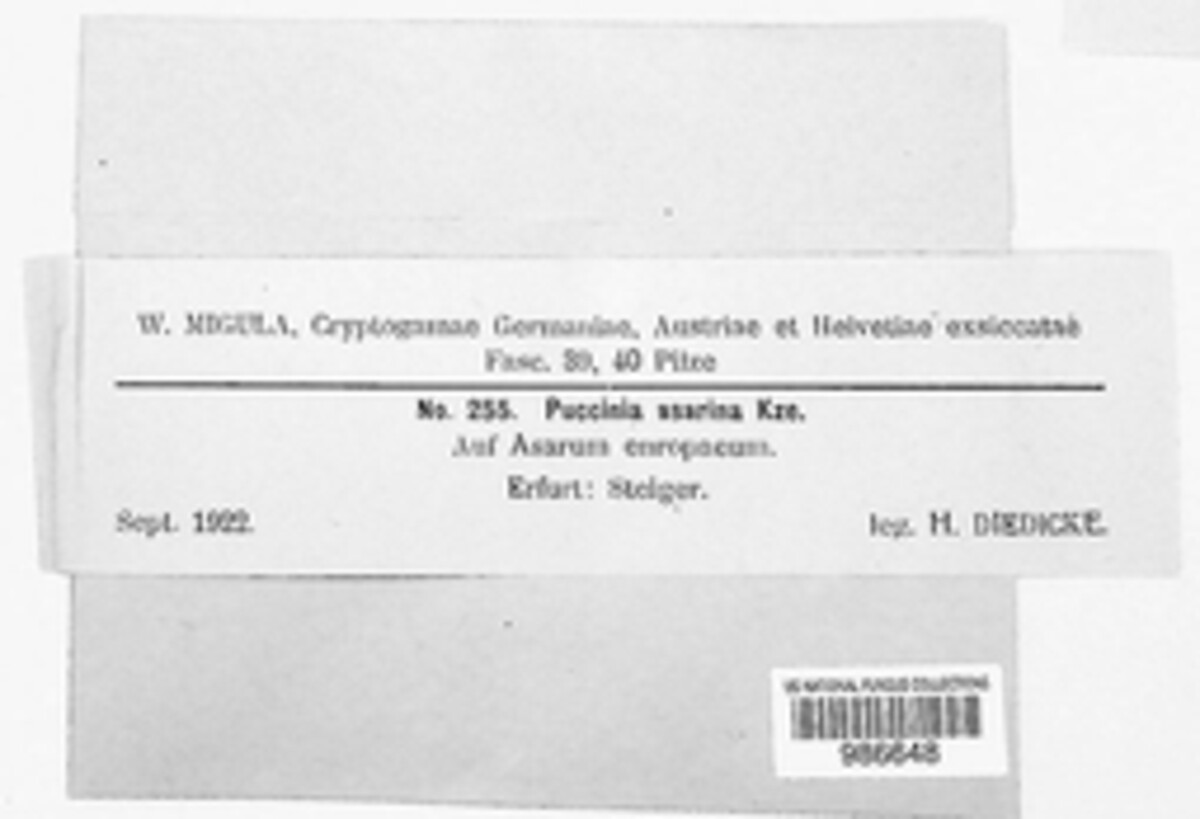 W. MIGULA, Cryptogamae Germaniae, Austriae et Helvetiae exsiccatae
Fasc. 39, 40 Pilze
No. 255. Puccinia asarina Kze.
Auf Asarum europaeum.
Erfurt: Steiger.
Sept. 1922.
leg. H. DIEDICKE.
US NATIONAL FUNGUS COLLECTIONS
986648